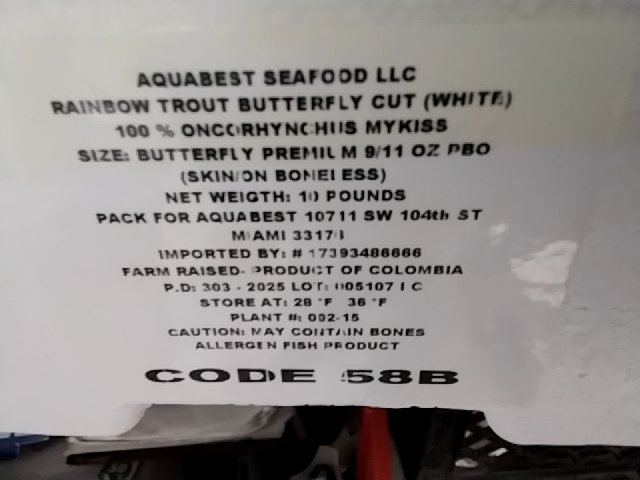 AQUABEST SEAFOOD LLC
RAINBOW TROUT BUTTERFLY CUT (WHITE)
100 % ONCORHYNCHUS MYKISS
SIZE: BUTTERFLY PREMIUM 9/11 OZ PBO
(SKIN/ON BONELESS)
NET WEIGTH: 10 POUNDS
PACK FOR AQUABEST 10711 SW 104th ST
MIAMI
IMPORTED BY: # 17393486666
FARM RAISED- PRODUCT OF COLOMBIA
P.D: 303 - 2025 LOT:
STORE AT: 28 °F 36 °F
PLANT #: 002-15
CAUTION: MAY CONTAIN BONES
ALLERGEN FISH PRODUCT
CODE 58B